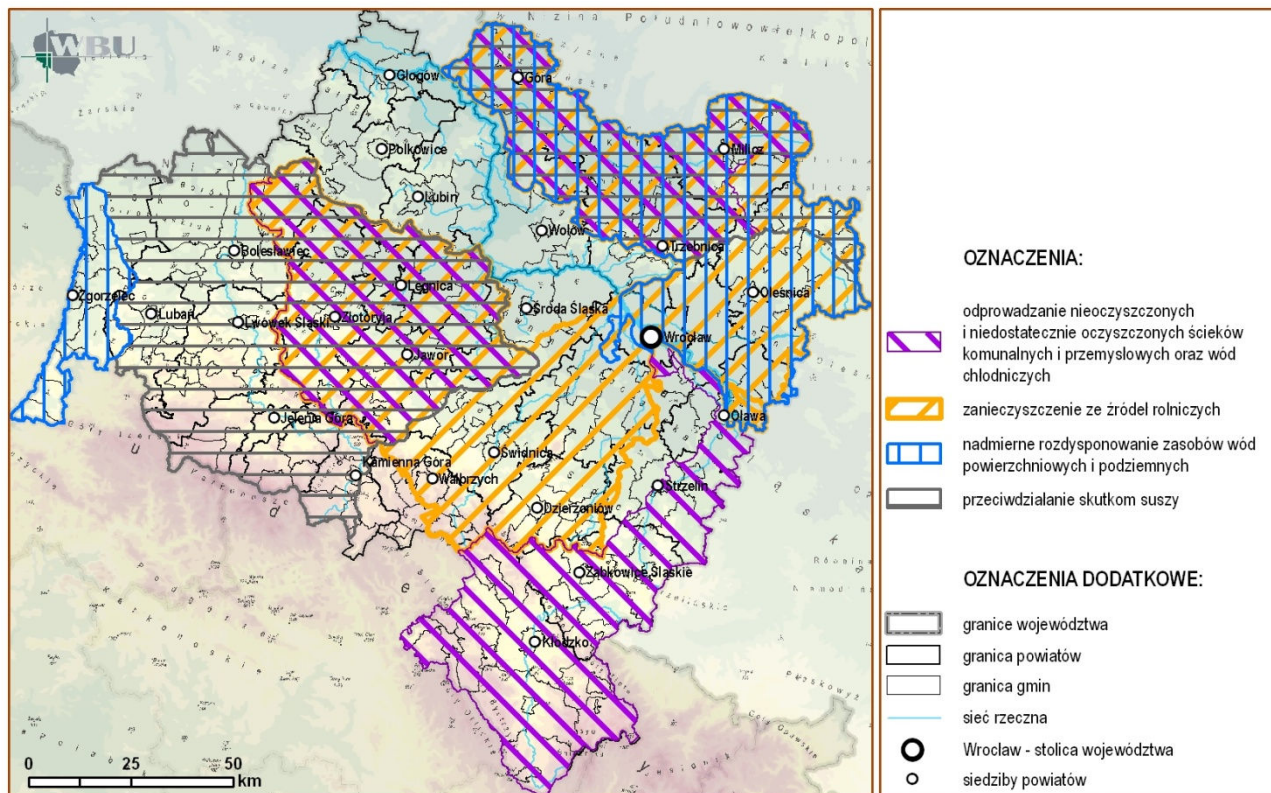 WBU
Nizina Południowowielkopol
Głogów
Góra
Polkowice
Milicz
Lubin
Wołów
Trzebnica
Bolesławiec
Legnica
Oleśnica
Zgorzelec
Środa Śląska
Lubań
Lwówek Śląski
Złotoryja
Wrocław
Jawor
Jelenia Góra
Oława
Świdnica
Kamienna Góra
Wałbrzych
Strzelin
Dzierżoniów
Ząbkowice Śląskie
Kłodzko
0 25 50
km
OZNACZENIA:
odprowadzanie nieoczyszczonych
i niedostatecznie oczyszczonych ścieków
komunalnych i przemysłowych oraz wód
chłodniczych
zanieczyszczenie ze źródeł rolniczych
nadmierne rozdysponowanie zasobów wód
powierzchniowych i podziemnych
przeciwdziałanie skutkom suszy
OZNACZENIA DODATKOWE:
granice województwa
granica powiatów
granica gmin
sieć rzeczna
Wrocław - stolica województwa
siedziby powiatów